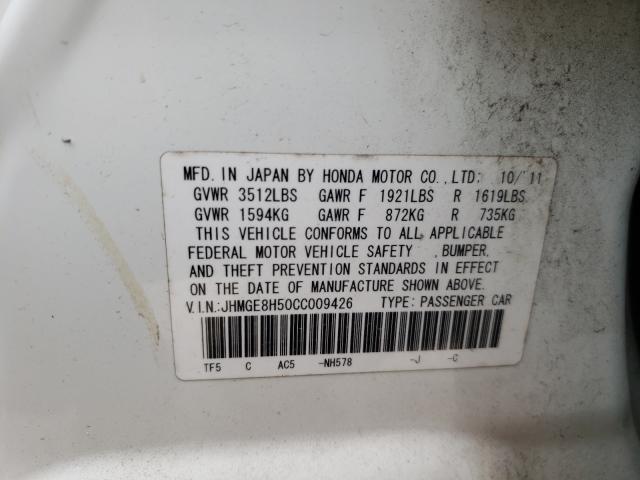 MFD. IN JAPAN BY HONDA MOTOR CO.,LTD: 10/'11
GVWR 3512LBS GAWR F 1921LBS R 1619LBS
GVWR 1594KG GAWR F 872KG R 735KG
THIS VEHICLE CONFORMS TO ALL APPLICABLE
FEDERAL MOTOR VEHICLE SAFETY ,BUMPER,
AND THEFT PREVENTION STANDARDS IN EFFECT
ON THE DATE OF MANUFACTURE SHOWN ABOVE.
V.I.N.:JHMGE8H50CC009426 TYPE: PASSENGER CAR
TF5 C AC5 -NH578 -J -C